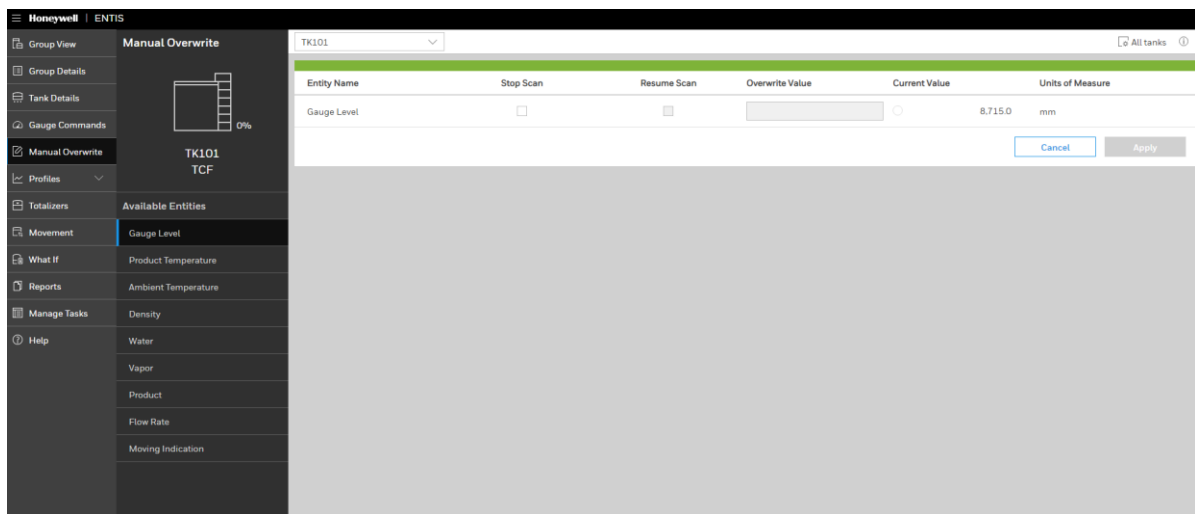 Honeywell | ENTIS
Group View
Group Details
Tank Details
Gauge Commands
Manual Overwrite
Profiles
Totalizers
Movement
What If
Reports
Manage Tasks
Help
Manual Overwrite
0%
TK101
TCF
Available Entities
Gauge Level
Product Temperature
Ambient Temperature
Density
Water
Vapor
Product
Flow Rate
Moving Indication
TK101
All tanks
Entity Name Stop Scan Resume Scan Overwrite Value Current Value Units of Measure
Gauge Level 8,715.0 mm
Cancel Apply